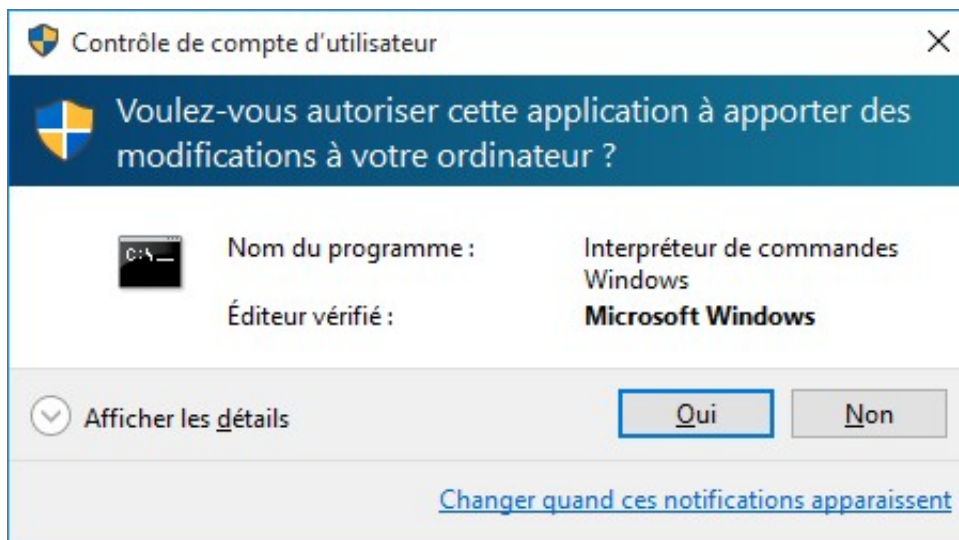 Contrôle de compte d'utilisateur
Voulez-vous autoriser cette application à apporter des
modifications à votre ordinateur ?
C:\_
Nom du programme : Interpréteur de commandes
Windows
Éditeur vérifié : Microsoft Windows
Afficher les détails
Oui
Non
Changer quand ces notifications apparaissent